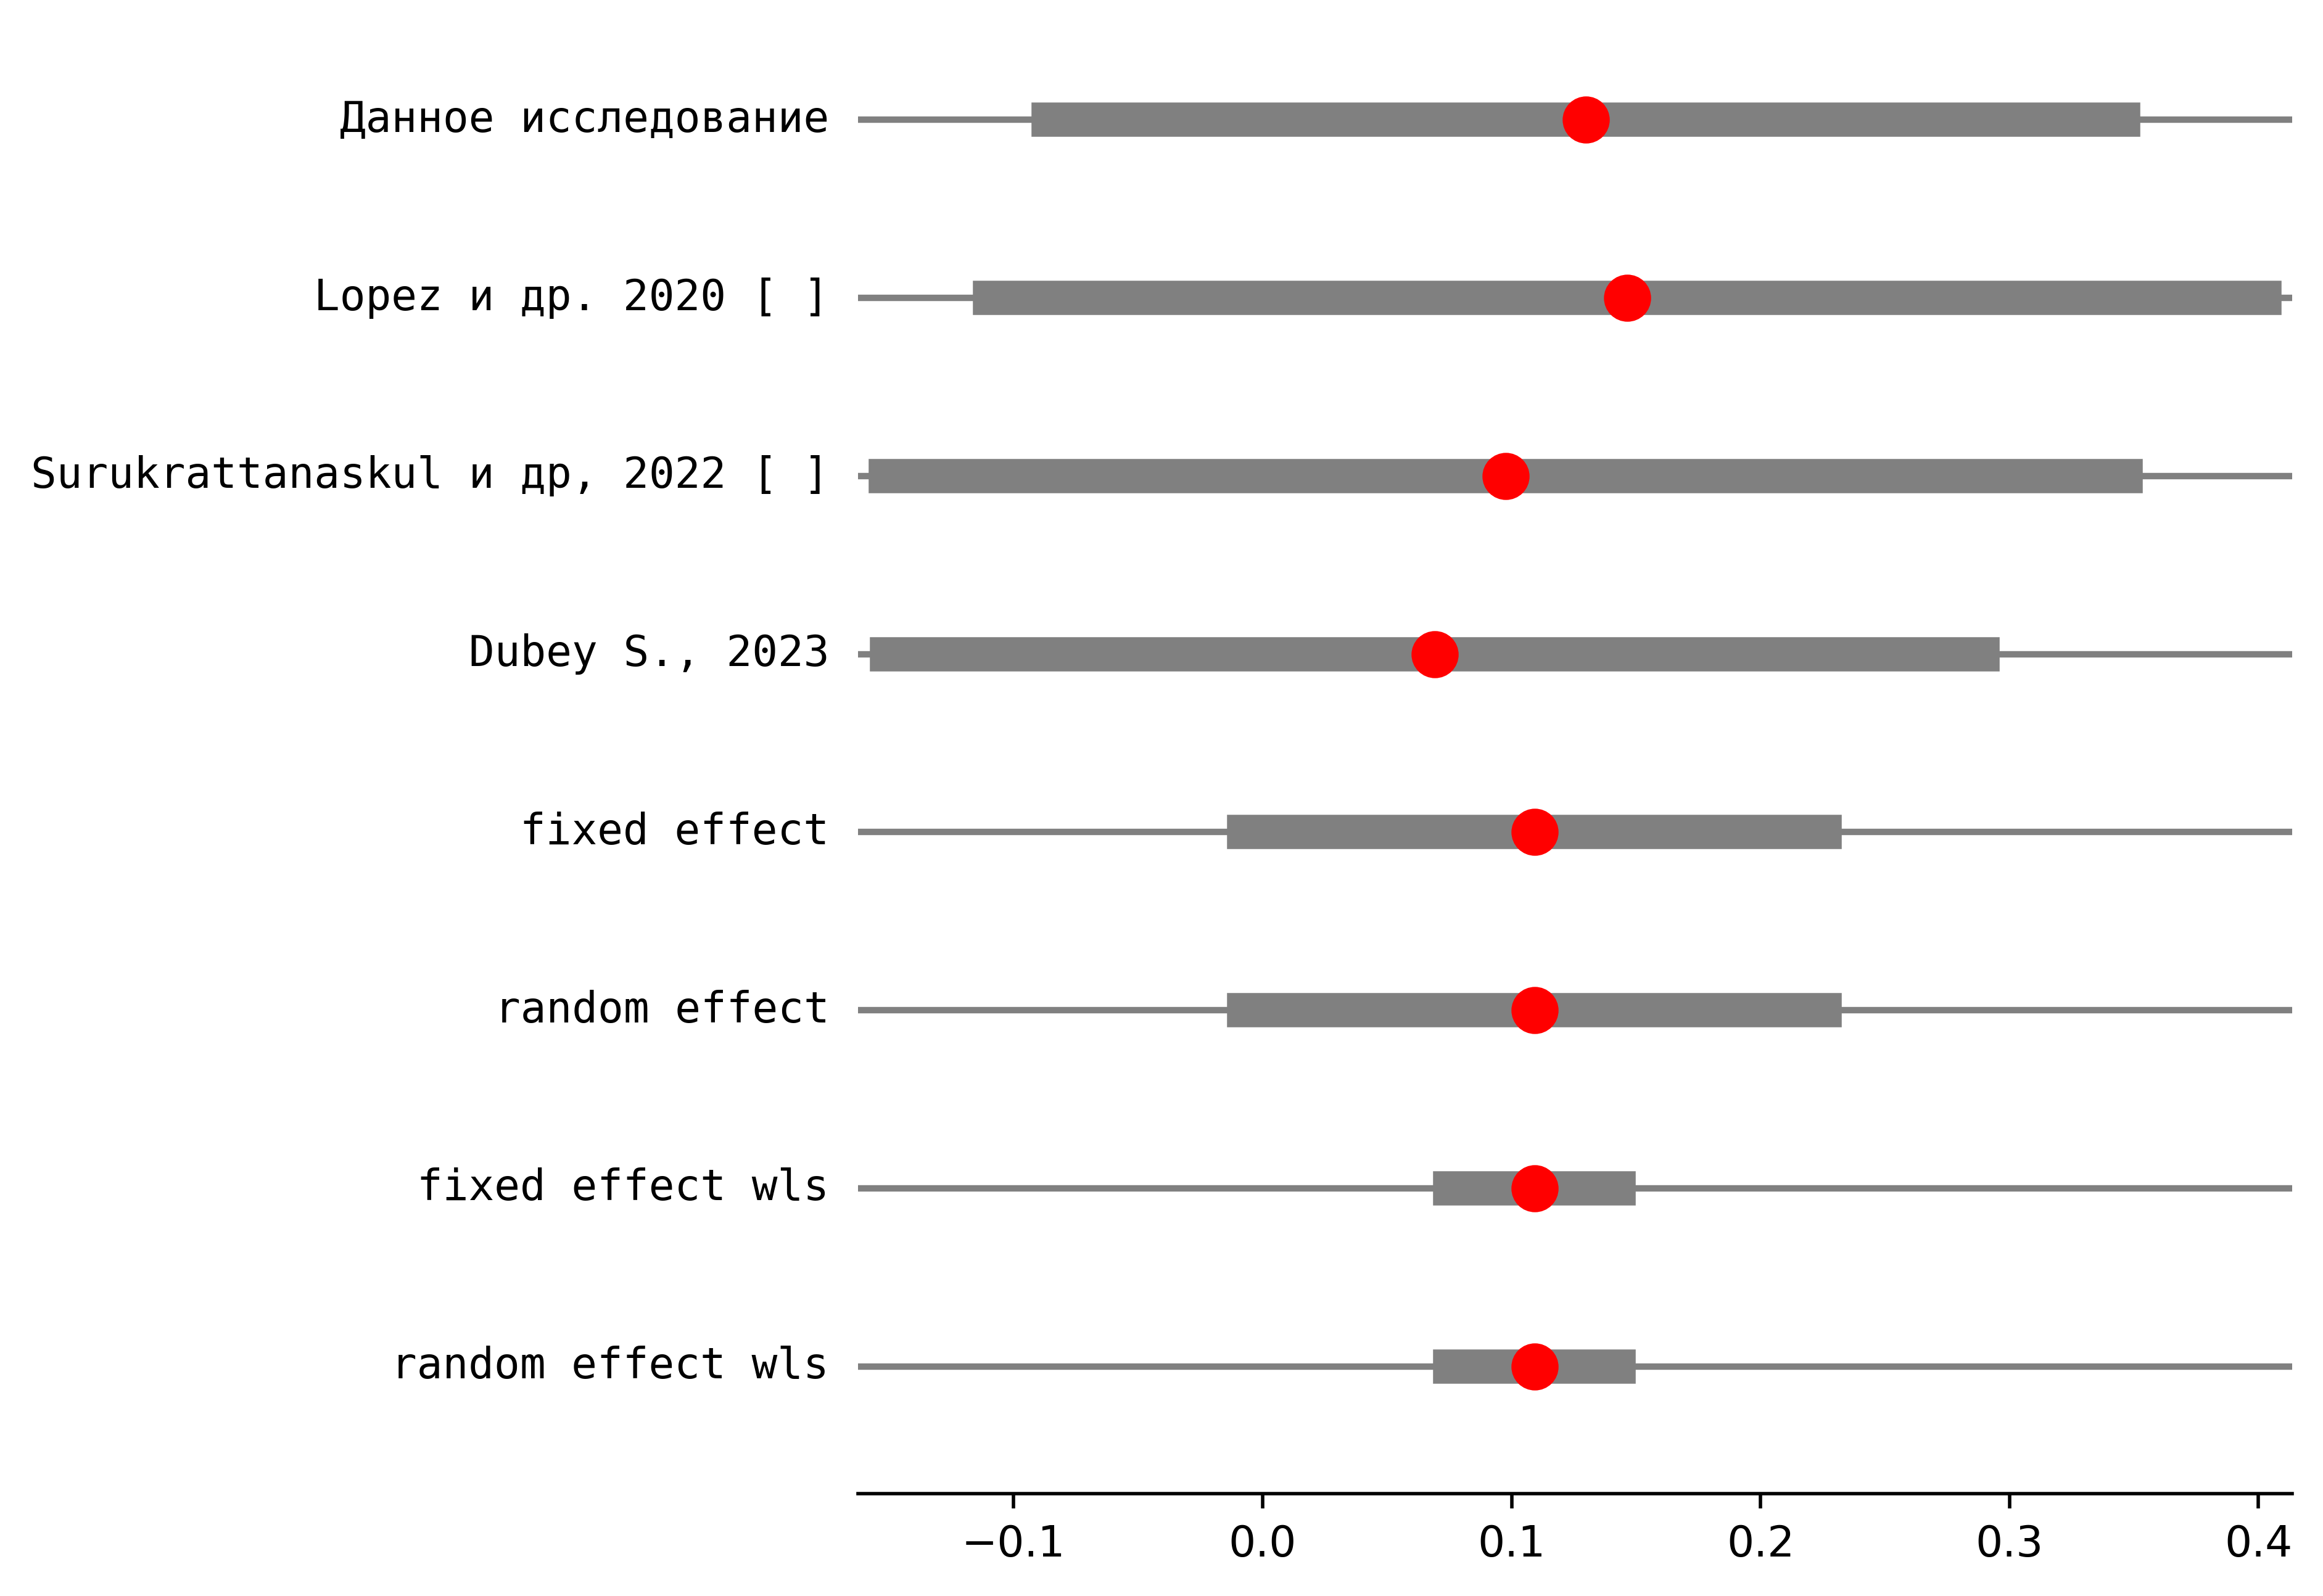 Данное исследование
Lopez и др. 2020 [ ]
Surukrattanaskul и др, 2022 [ ]
Dubey S., 2023
fixed effect
random effect
fixed effect wls
random effect wls
−0.1 0.0 0.1 0.2 0.3 0.4